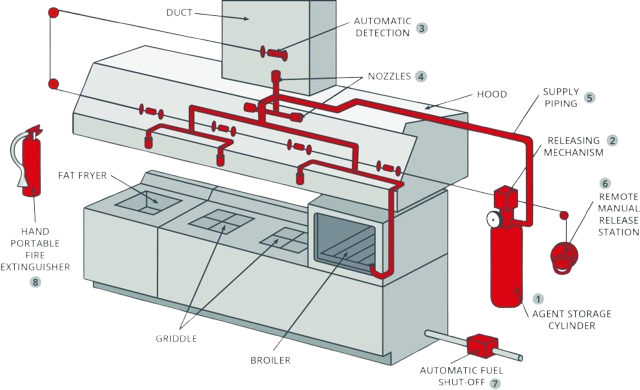 DUCT
AUTOMATIC
DETECTION 3
NOZZLES 4
HOOD
SUPPLY
PIPING 5
RELEASING 2
MECHANISM
6
REMOTE
MANUAL
RELEASE
STATION
FAT FRYER
HAND
PORTABLE
FIRE
EXTINGUISHER
8
GRIDDLE
BROILER
1
AGENT STORAGE
CYLINDER
AUTOMATIC FUEL
SHUT-OFF 7